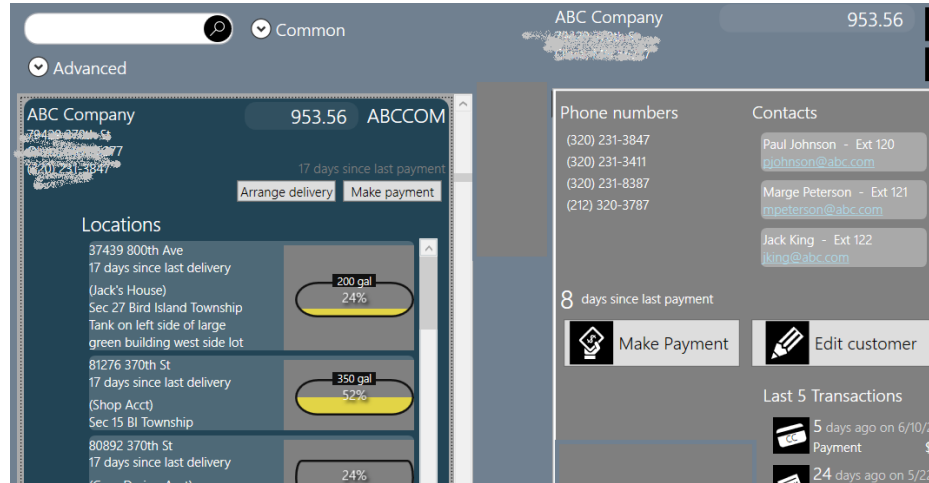 Common
Advanced
ABC Company
953.56
ABCCOM
17 days since last payment
Arrange delivery
Make payment
Locations
37439 800th Ave
17 days since last delivery
(Jack's House)
Sec 27 Bird Island Township
Tank on left side of large
green building west side lot
200 gal
24%
81276 370th St
17 days since last delivery
(Shop Acct)
Sec 15 BI Township
350 gal
52%
80892 370th St
17 days since last delivery
24%
ABC Company
953.56
Phone numbers
(320) 231-3847
(320) 231-3411
(320) 231-8387
(212) 320-3787
Contacts
Paul Johnson - Ext 120
pjohnson@abc.com
Marge Peterson - Ext 121
mpeterson@abc.com
Jack King - Ext 122
jking@abc.com
8 days since last payment
Make Payment
Edit customer
Last 5 Transactions
CC
5 days ago on 6/10/
Payment $
24 days ago on 5/2